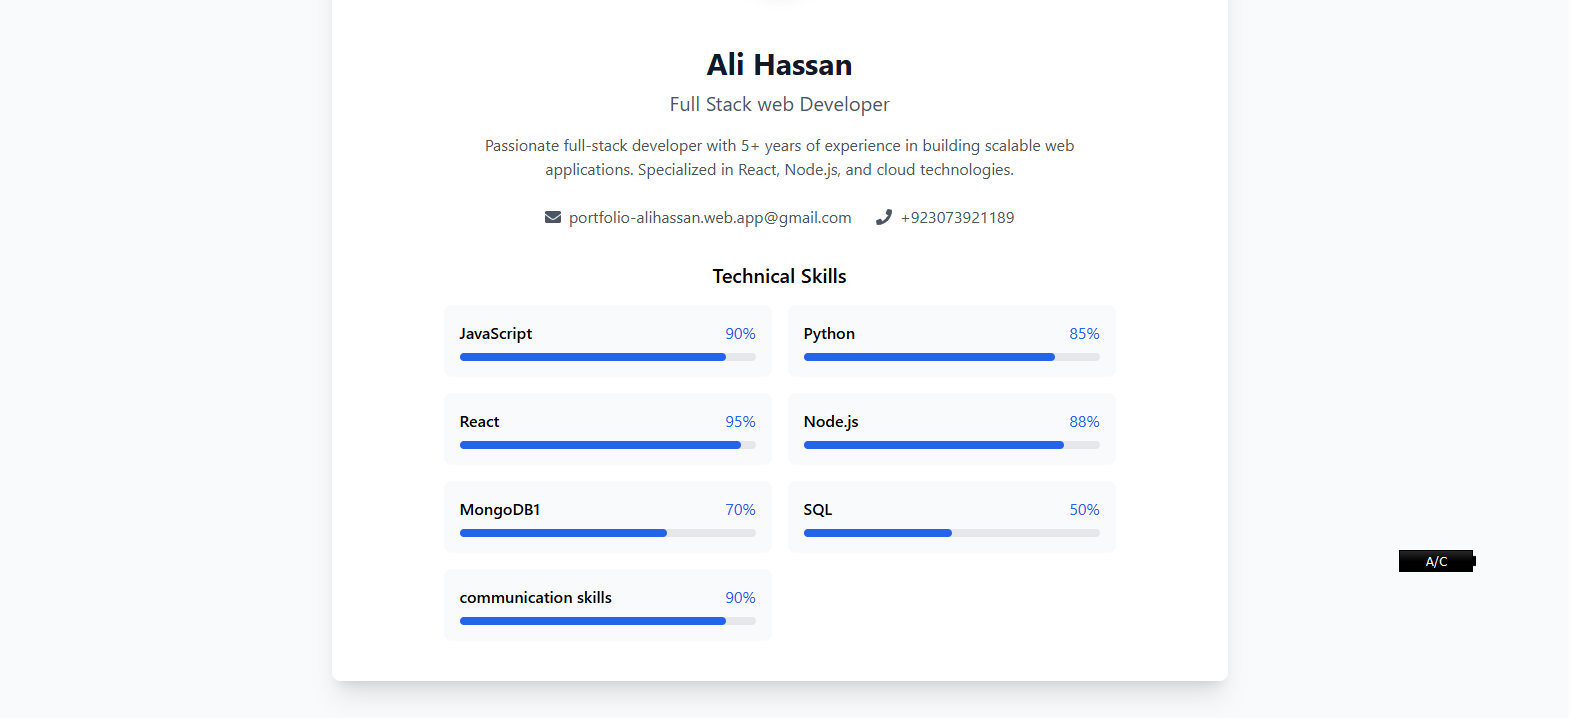 Ali Hassan
Full Stack web Developer
Passionate full-stack developer with 5+ years of experience in building scalable web
applications. Specialized in React, Node.js, and cloud technologies.
portfolio-alihassan.web.app@gmail.com +923073921189
Technical Skills
JavaScript 90% Python 85%
React 95% Node.js 88%
MongoDB1 70% SQL 50%
A/C
communication skills 90%